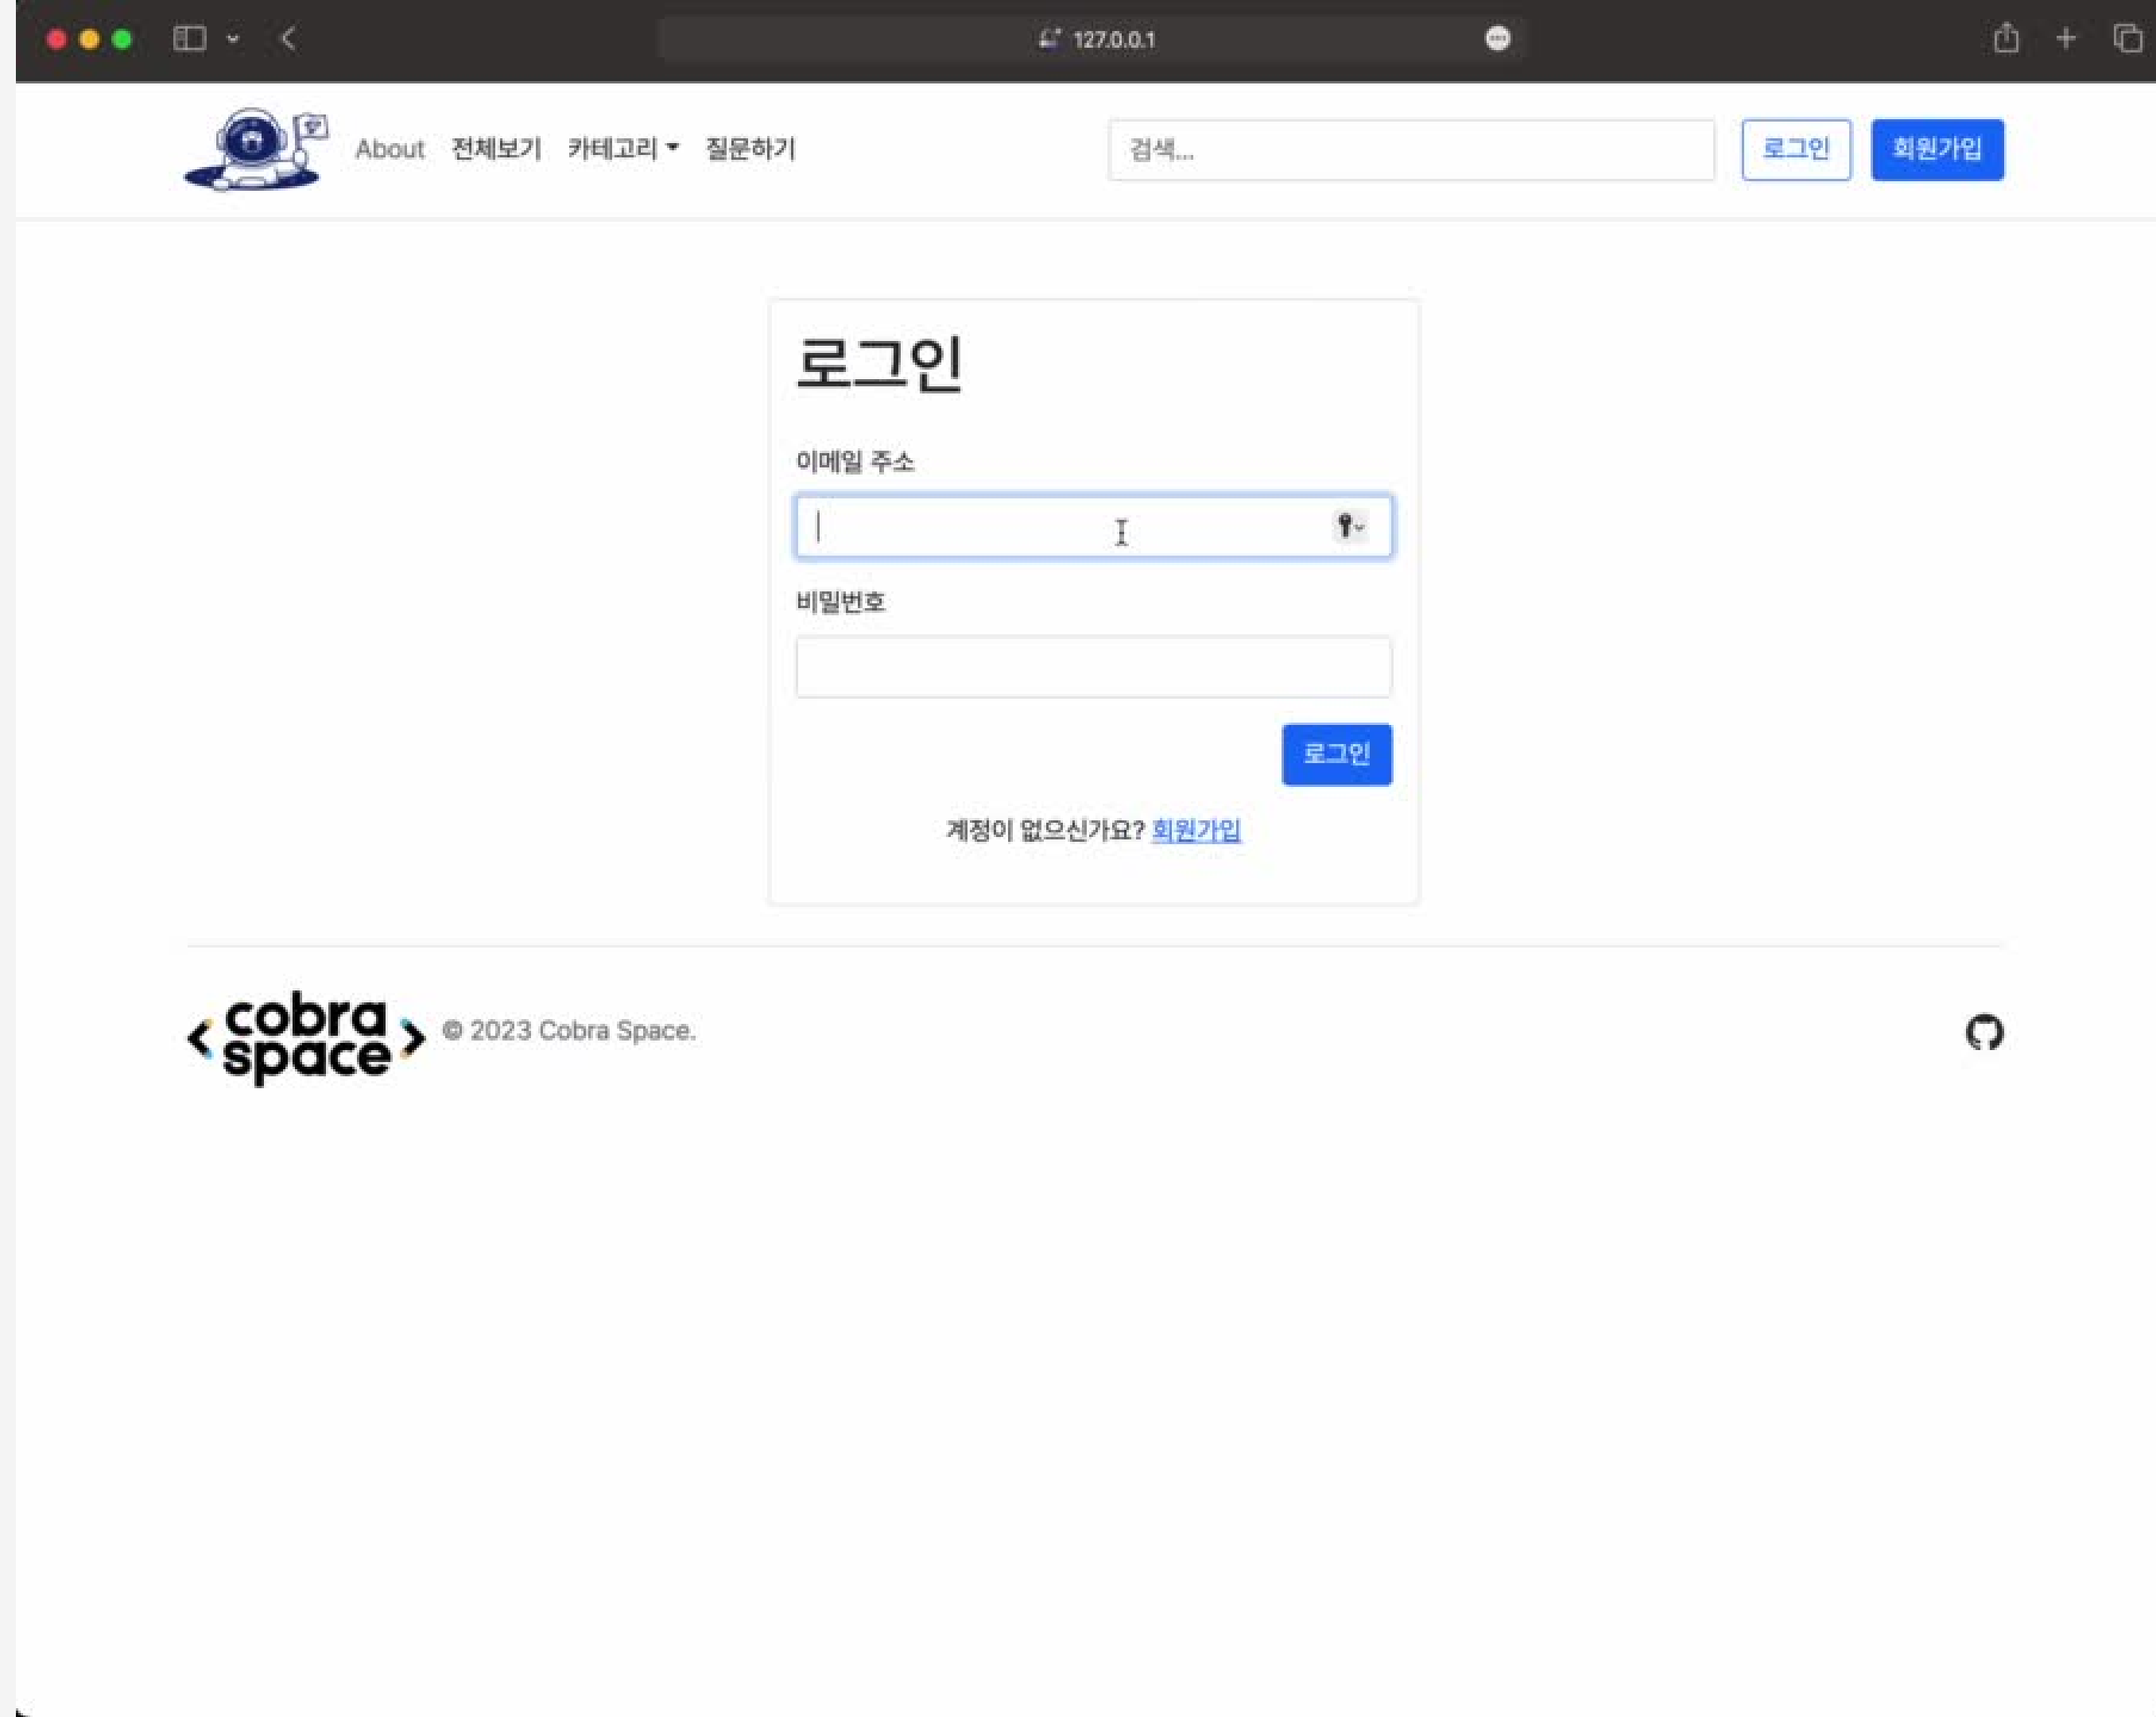 127.0.0.1
About 전체보기 카테고리 질문하기 검색... 로그인 회원가입
로그인
이메일 주소
비밀번호
로그인
계정이 없으신가요? 회원가입
cobra
space
© 2023 Cobra Space.